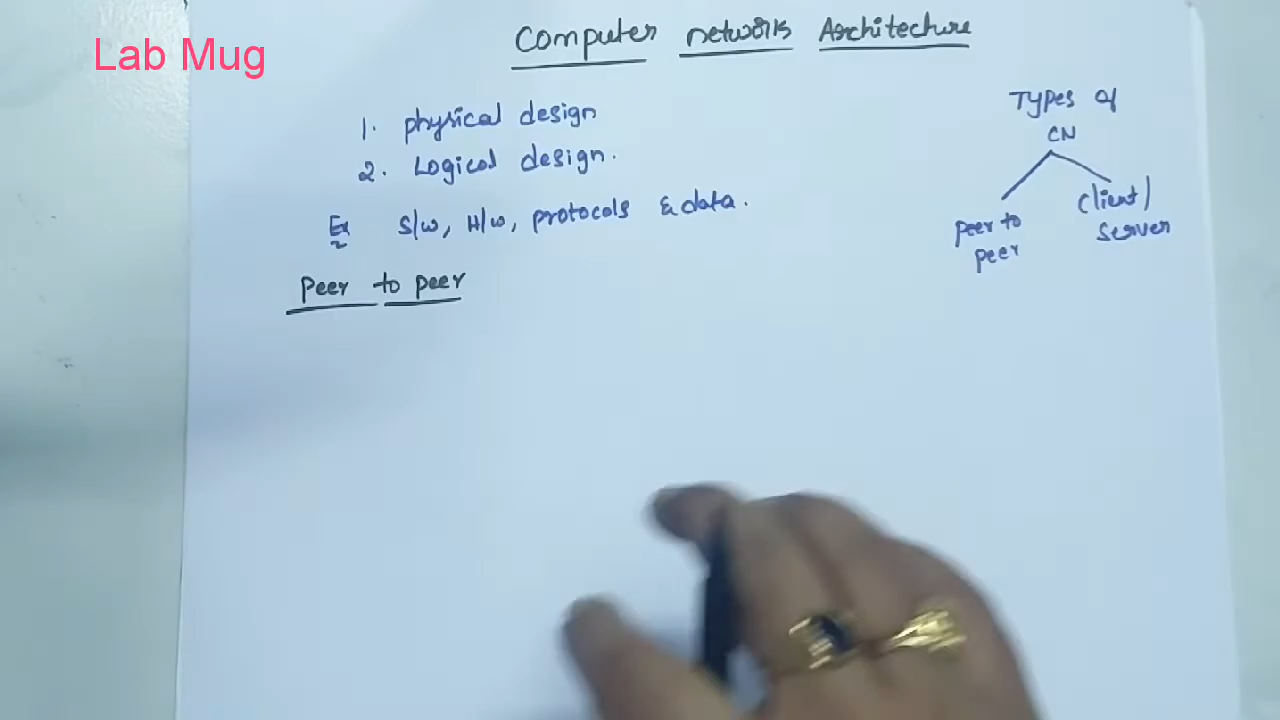 Lab Mug
Computer networks Architecture
1. physical design
2. Logical design.
Ex S/w, H/w, protocols & data.
Peer to peer
Types of
CN
Peer to
peer
client/
server